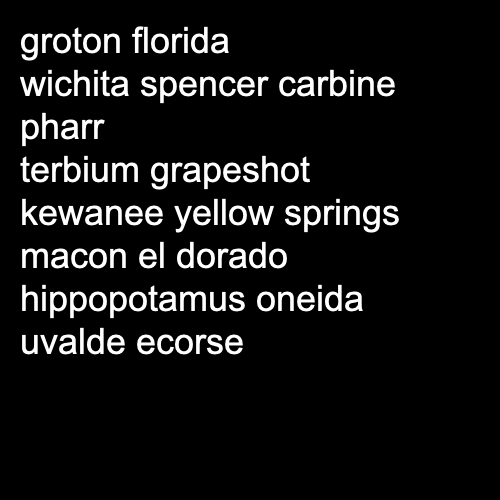 groton florida
wichita spencer carbine
pharr
terbium grapeshot
kewanee yellow springs
macon el dorado
hippopotamus oneida
uvalde ecorse